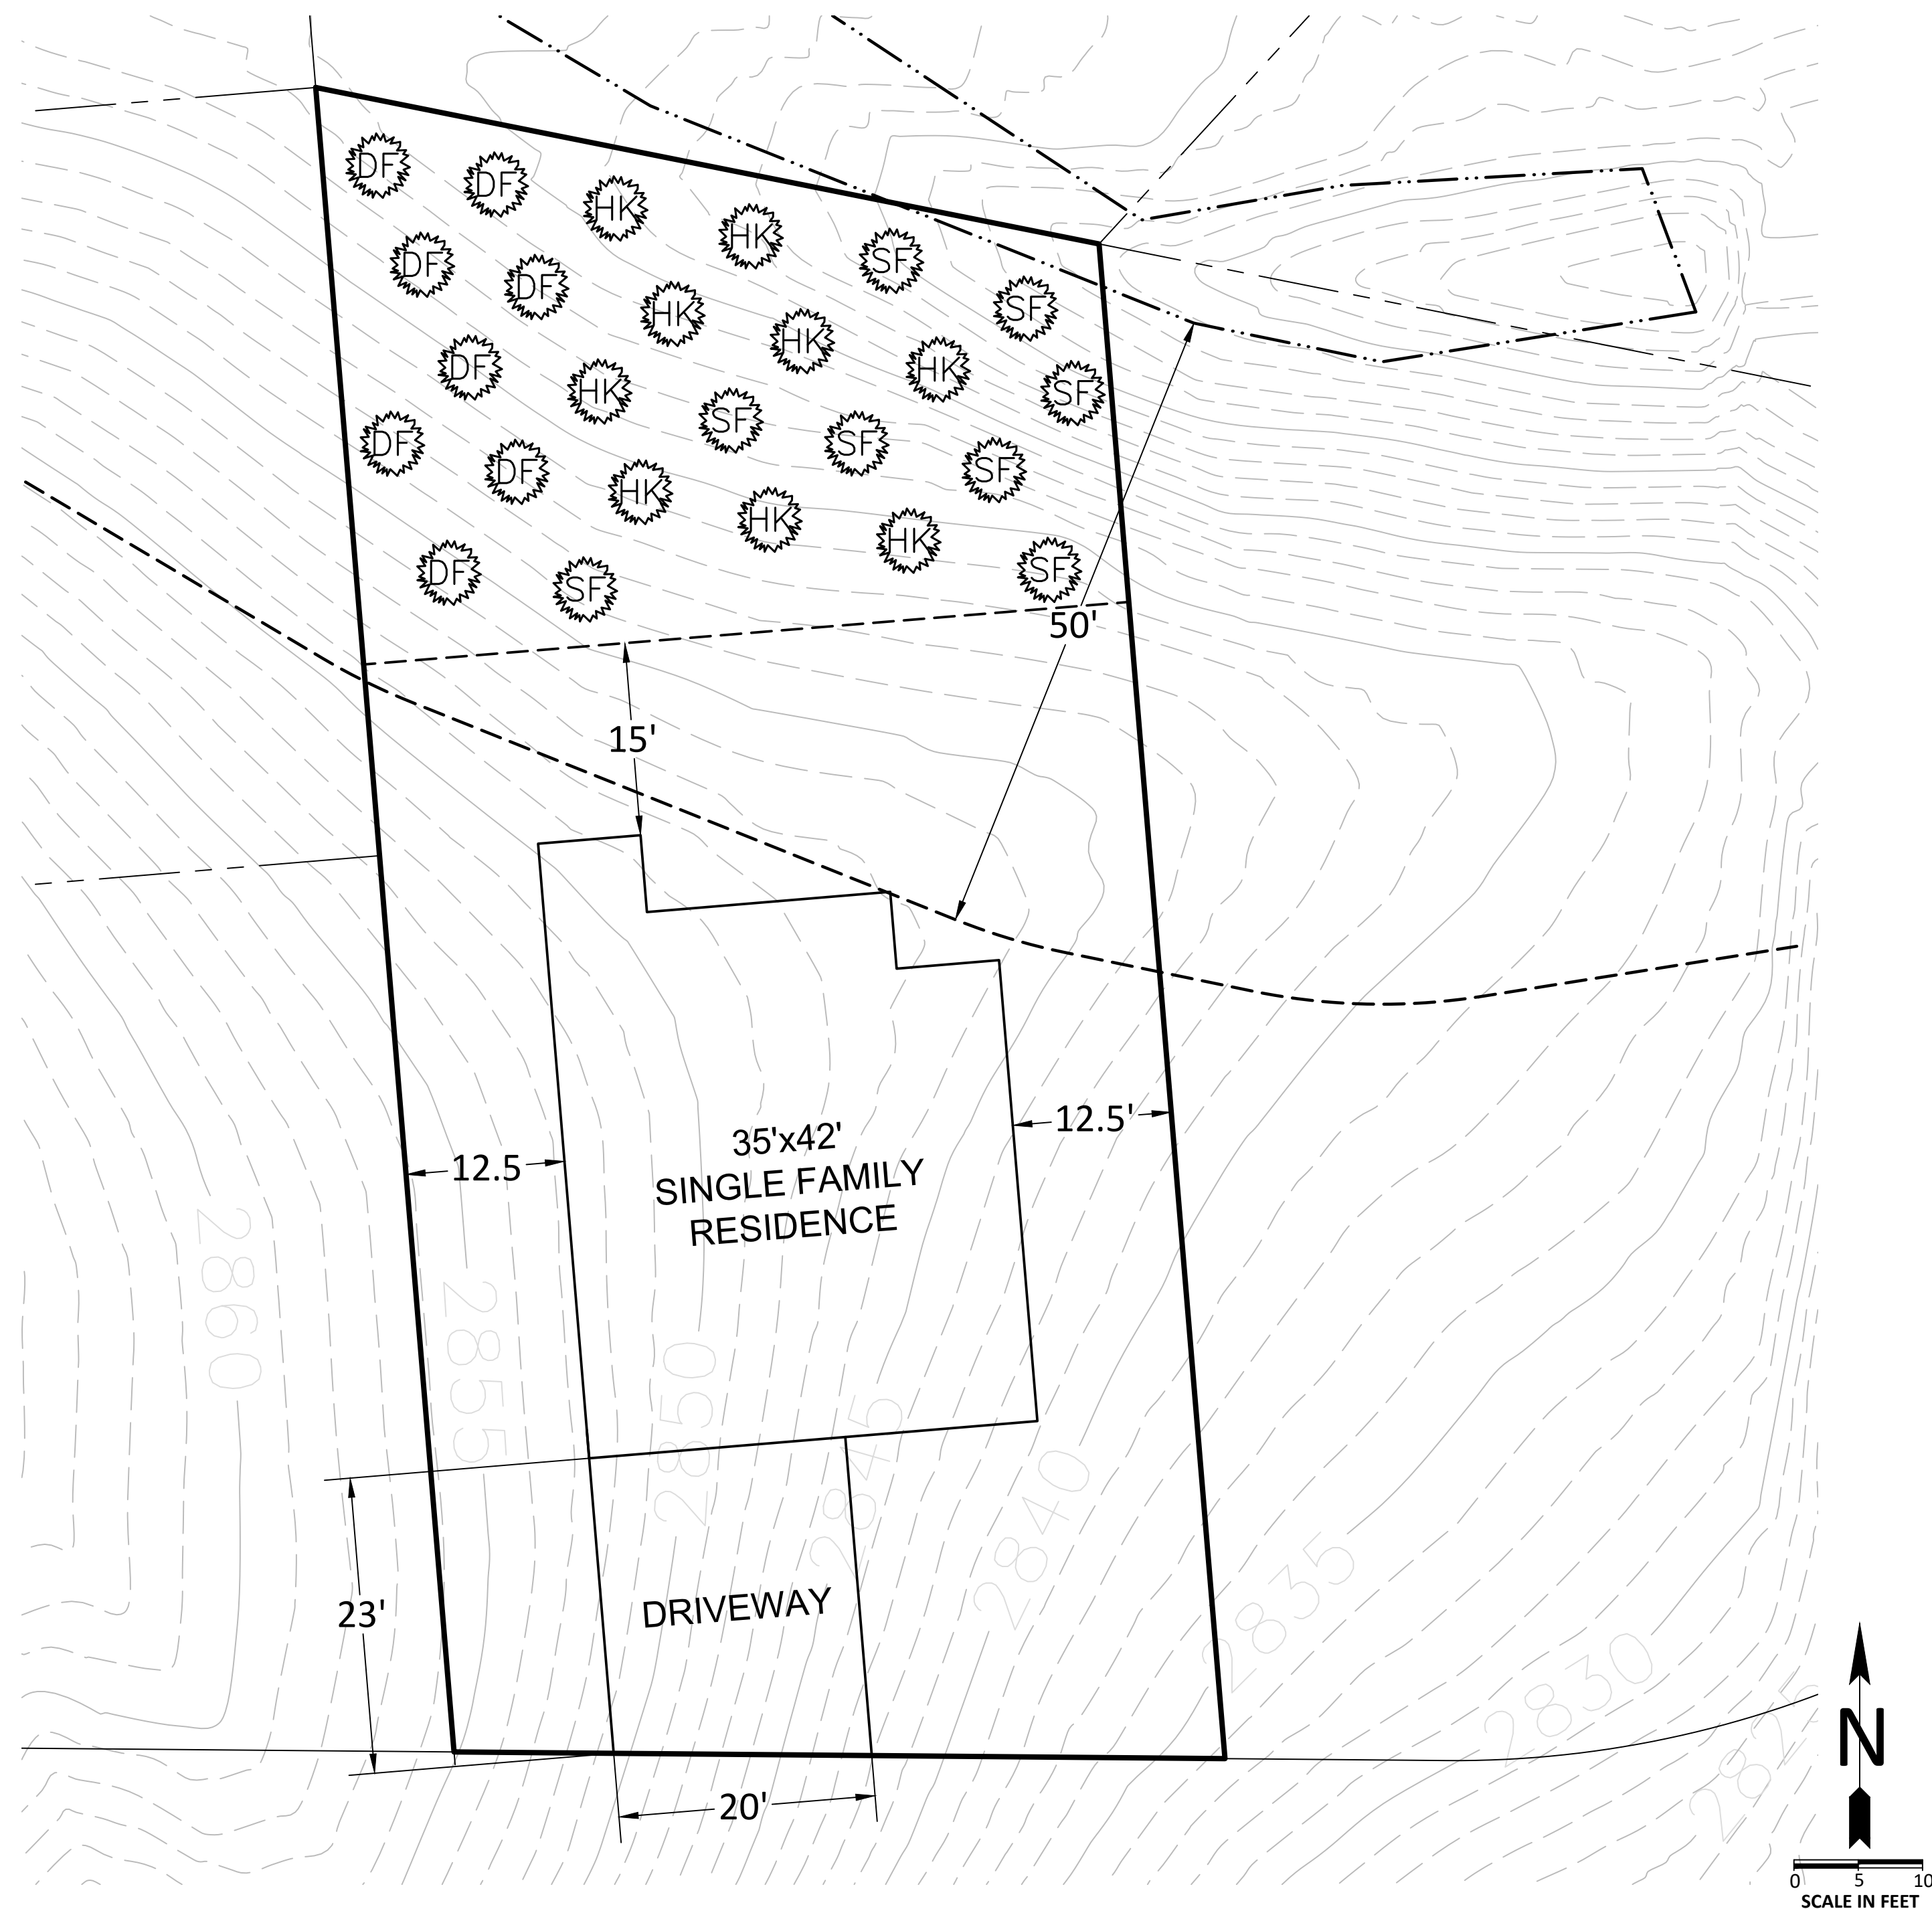 DF
DF
HK
HK
SF
SF
DF
DF
HK
HK
HK
SF
DF
HK
SF
SF
SF
DF
DF
HK
HK
HK
SF
DF
SF
50'
15'
12.5'
12.5
35'x42'
SINGLE FAMILY
RESIDENCE
2860
2855
2850
2845
2840
2835
2830
2825
DRIVEWAY
23'
20'
N
0 5 10
SCALE IN FEET